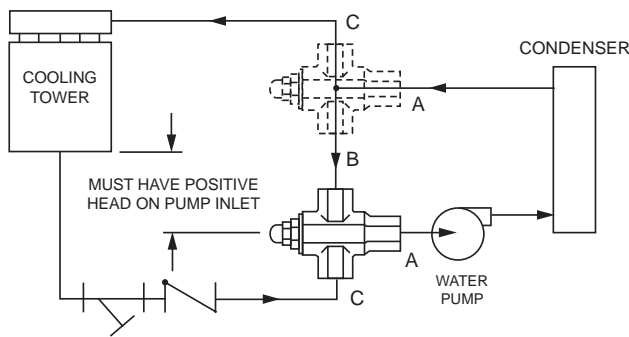 C
CONDENSER
COOLING
TOWER
A
B
MUST HAVE POSITIVE
HEAD ON PUMP INLET
A
WATER
PUMP
C